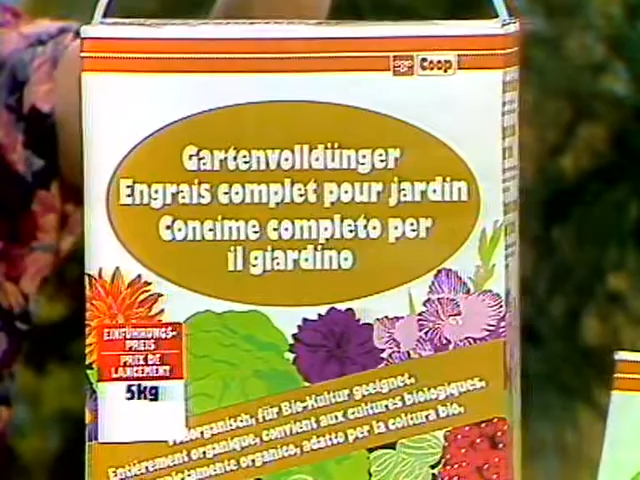 Coop
Gartenvolldünger
Engrais complet pour jardin
Concime completo per
il giardino
EINFÜHRUNGS-
PREIS
PRIX DE
LANCEMENT
5kg
für Bio-Kultur geeignet.
Entièrement organique, convient aux cultures biologiques.
organico, adatto per la coltura bio.